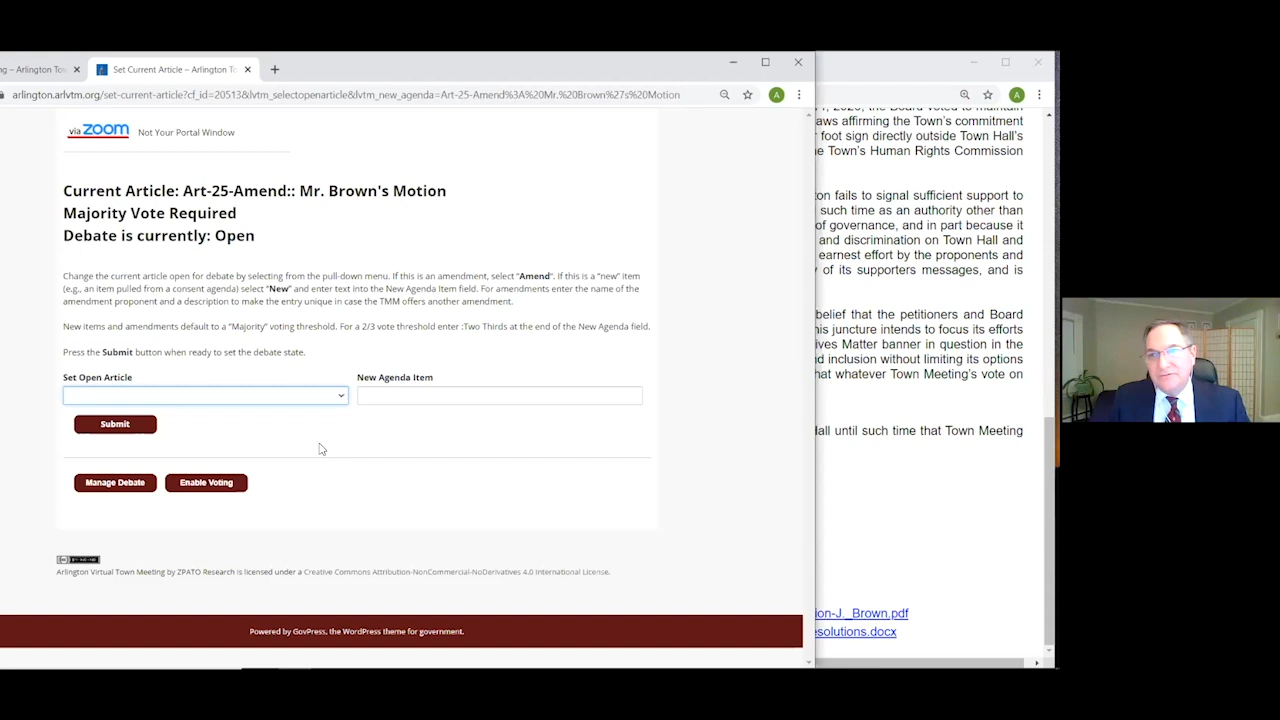 ng – Arlington To
Set Current Article – Arlington T
arlington.arlvtm.org/set-current-article?cf_id=20513&lvtm_selectopenarticle&lvtm_new_agenda=Art-25-Amend%3A%20Mr.%20Brown%27s%20Motion
A
A
via zoom Not Your Portal Window
Current Article: Art-25-Amend:: Mr. Brown's Motion
Majority Vote Required
Debate is currently: Open
Change the current article open for debate by selecting from the pull-down menu. If this is an amendment, select "Amend". If this is a "new" item
(e.g., an item pulled from a consent agenda) select "New" and enter text into the New Agenda Item field. For amendments enter the name of the
amendment proponent and a description to make the entry unique in case the TMM offers another amendment.
New items and amendments default to a "Majority" voting threshold. For a 2/3 vote threshold enter :Two Thirds at the end of the New Agenda field.
Press the Submit button when ready to set the debate state.
Set Open Article New Agenda Item
Submit
Manage Debate Enable Voting
Arlington Virtual Town Meeting by ZPATO Research is licensed under a Creative Commons Attribution-NonCommercial-NoDerivatives 4.0 International License.
Powered by GovPress, the WordPress theme for government.
, 2020, the Board voted to maintain
aws affirming the Town's commitment
foot sign directly outside Town Hall's
e Town's Human Rights Commission
on fails to signal sufficient support to
such time as an authority other than
of governance, and in part because it
and discrimination on Town Hall and
earnest effort by the proponents and
y of its supporters messages, and is
belief that the petitioners and Board
his juncture intends to focus its efforts
ives Matter banner in question in the
d inclusion without limiting its options
hat whatever Town Meeting's vote on
all until such time that Town Meeting
ion-J._Brown.pdf
esolutions.docx